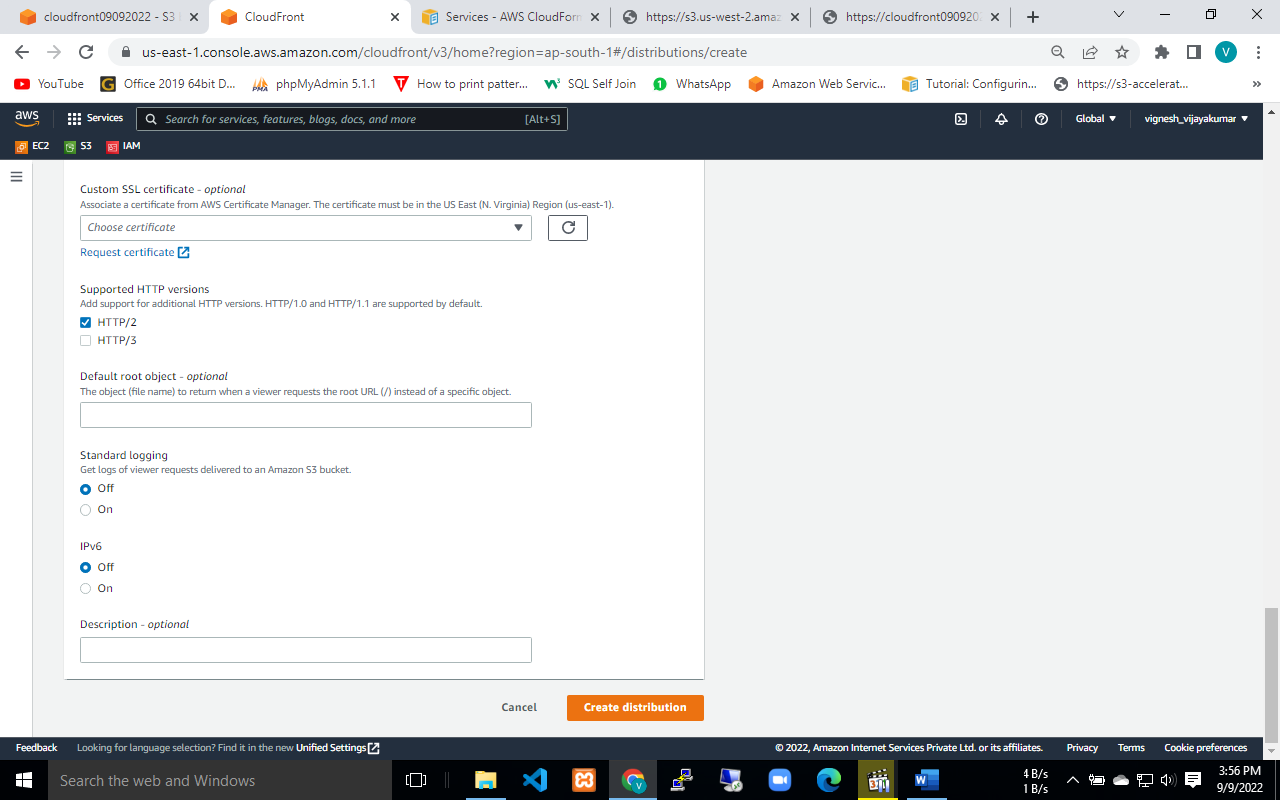 cloudfront09092022 - S3
CloudFront
Services - AWS CloudForm
https://s3.us-west-2.amaz
https://cloudfront090920
us-east-1.console.aws.amazon.com/cloudfront/v3/home?region=ap-south-1#/distributions/create
V
YouTube
Office 2019 64bit D...
phpMyAdmin 5.1.1
How to print patter...
SQL Self Join
WhatsApp
Amazon Web Servic...
Tutorial: Configurin...
https://s3-accelerat...
»
aws
Services
Search for services, features, blogs, docs, and more
[Alt+S]
Global
vignesh_vijayakumar
EC2
S3
IAM
Custom SSL certificate - optional
Associate a certificate from AWS Certificate Manager. The certificate must be in the US East (N. Virginia) Region (us-east-1).
Choose certificate
Request certificate
Supported HTTP versions
Add support for additional HTTP versions. HTTP/1.0 and HTTP/1.1 are supported by default.
HTTP/2
HTTP/3
Default root object - optional
The object (file name) to return when a viewer requests the root URL (/) instead of a specific object.
Standard logging
Get logs of viewer requests delivered to an Amazon S3 bucket.
Off
On
IPv6
Off
On
Description - optional
Cancel
Create distribution
Feedback
Looking for language selection? Find it in the new Unified Settings
© 2022, Amazon Internet Services Private Ltd. or its affiliates.
Privacy
Terms
Cookie preferences
Search the web and Windows
4 B/s
1 B/s
3:56 PM
9/9/2022